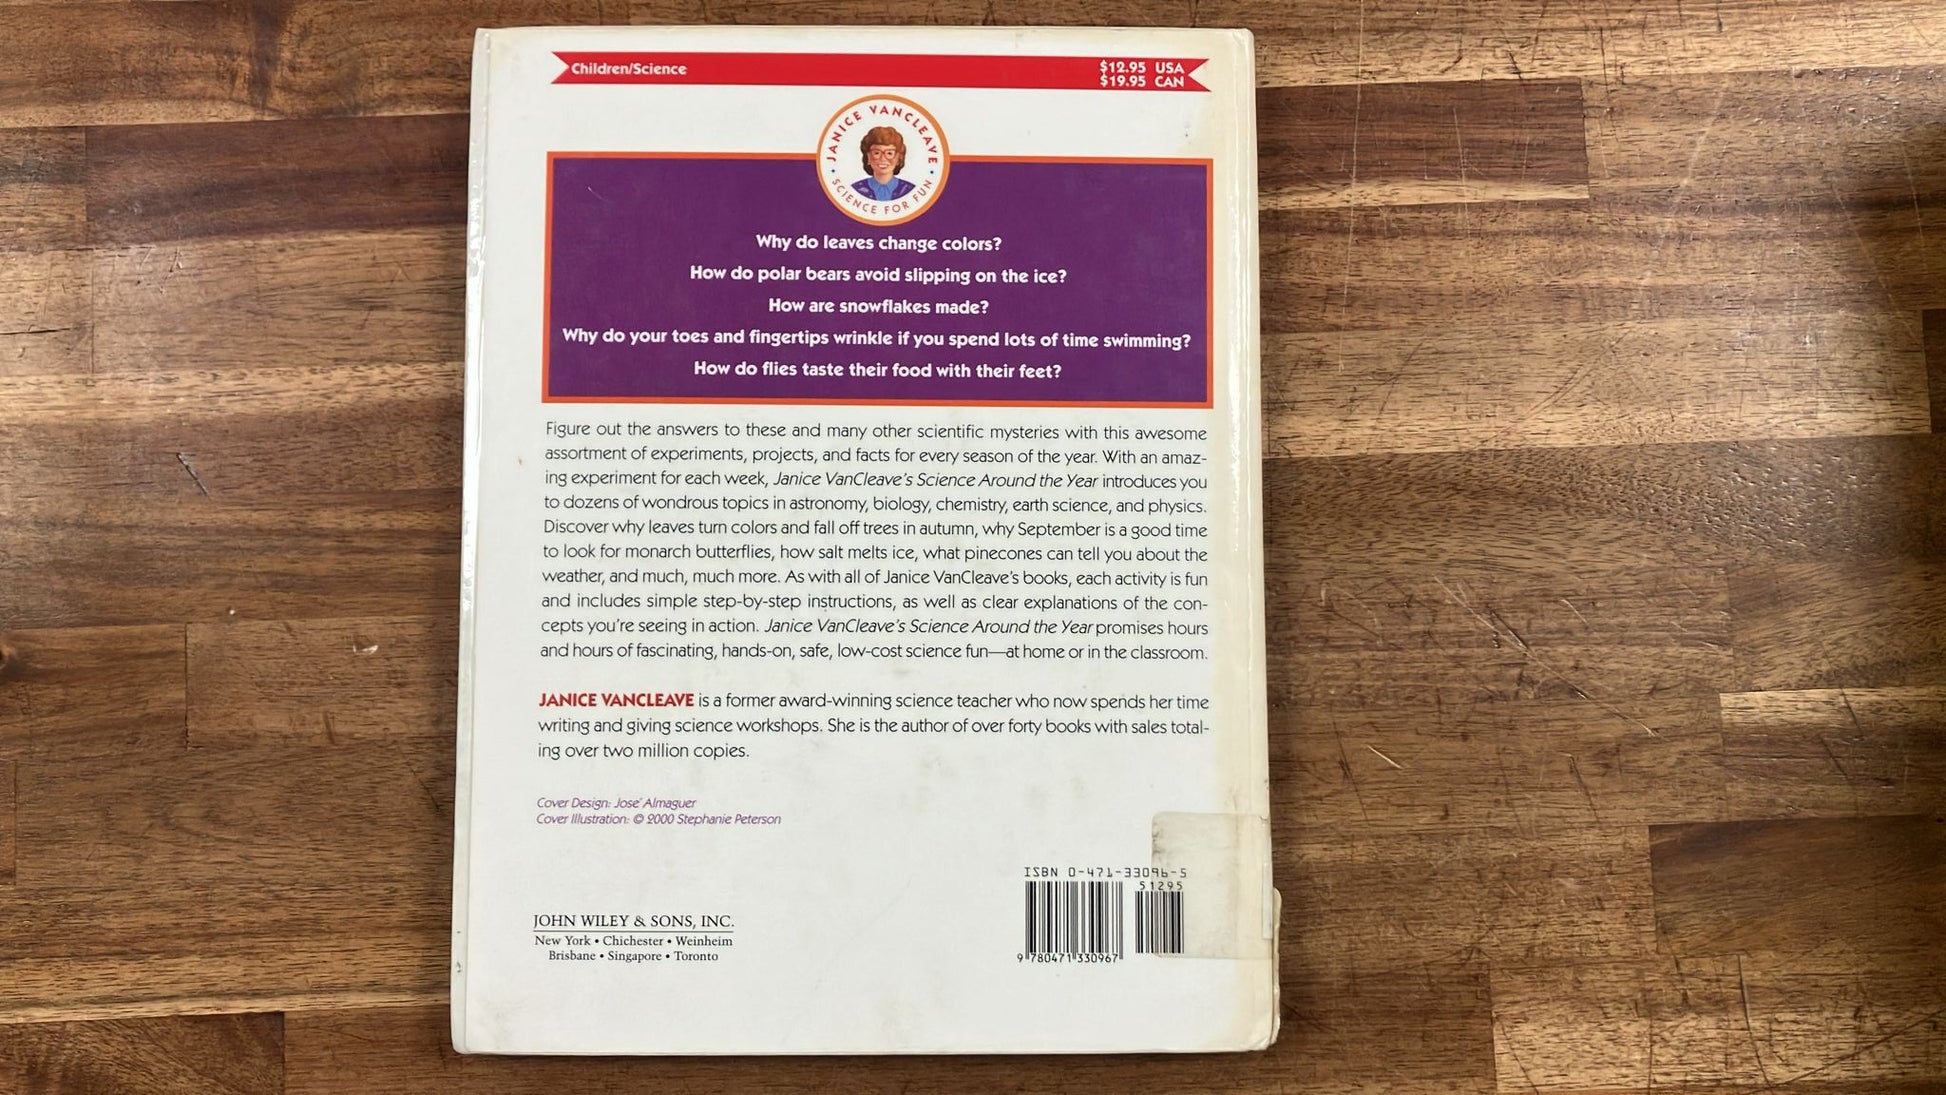 Children/Science
$12.95 USA
$19.95 CAN
JANICE VANCLEAVE
• SCIENCE FOR FUN •
Why do leaves change colors?
How do polar bears avoid slipping on the ice?
How are snowflakes made?
Why do your toes and fingertips wrinkle if you spend lots of time swimming?
How do flies taste their food with their feet?
Figure out the answers to these and many other scientific mysteries with this awesome
assortment of experiments, projects, and facts for every season of the year. With an amaz-
ing experiment for each week, Janice VanCleave's Science Around the Year introduces you
to dozens of wondrous topics in astronomy, biology, chemistry, earth science, and physics.
Discover why leaves turn colors and fall off trees in autumn, why September is a good time
to look for monarch butterflies, how salt melts ice, what pinecones can tell you about the
weather, and much, much more. As with all of Janice VanCleave's books, each activity is fun
and includes simple step-by-step instructions, as well as clear explanations of the con-
cepts you're seeing in action. Janice VanCleave's Science Around the Year promises hours
and hours of fascinating, hands-on, safe, low-cost science fun—at home or in the classroom.
JANICE VANCLEAVE is a former award-winning science teacher who now spends her time
writing and giving science workshops. She is the author of over forty books with sales total-
ing over two million copies.
Cover Design: José Almaguer
Cover Illustration: © 2000 Stephanie Peterson
ISBN 0-471-33096-5
51295
9 780471 330967
JOHN WILEY & SONS, INC.
New York • Chichester • Weinheim
Brisbane • Singapore • Toronto